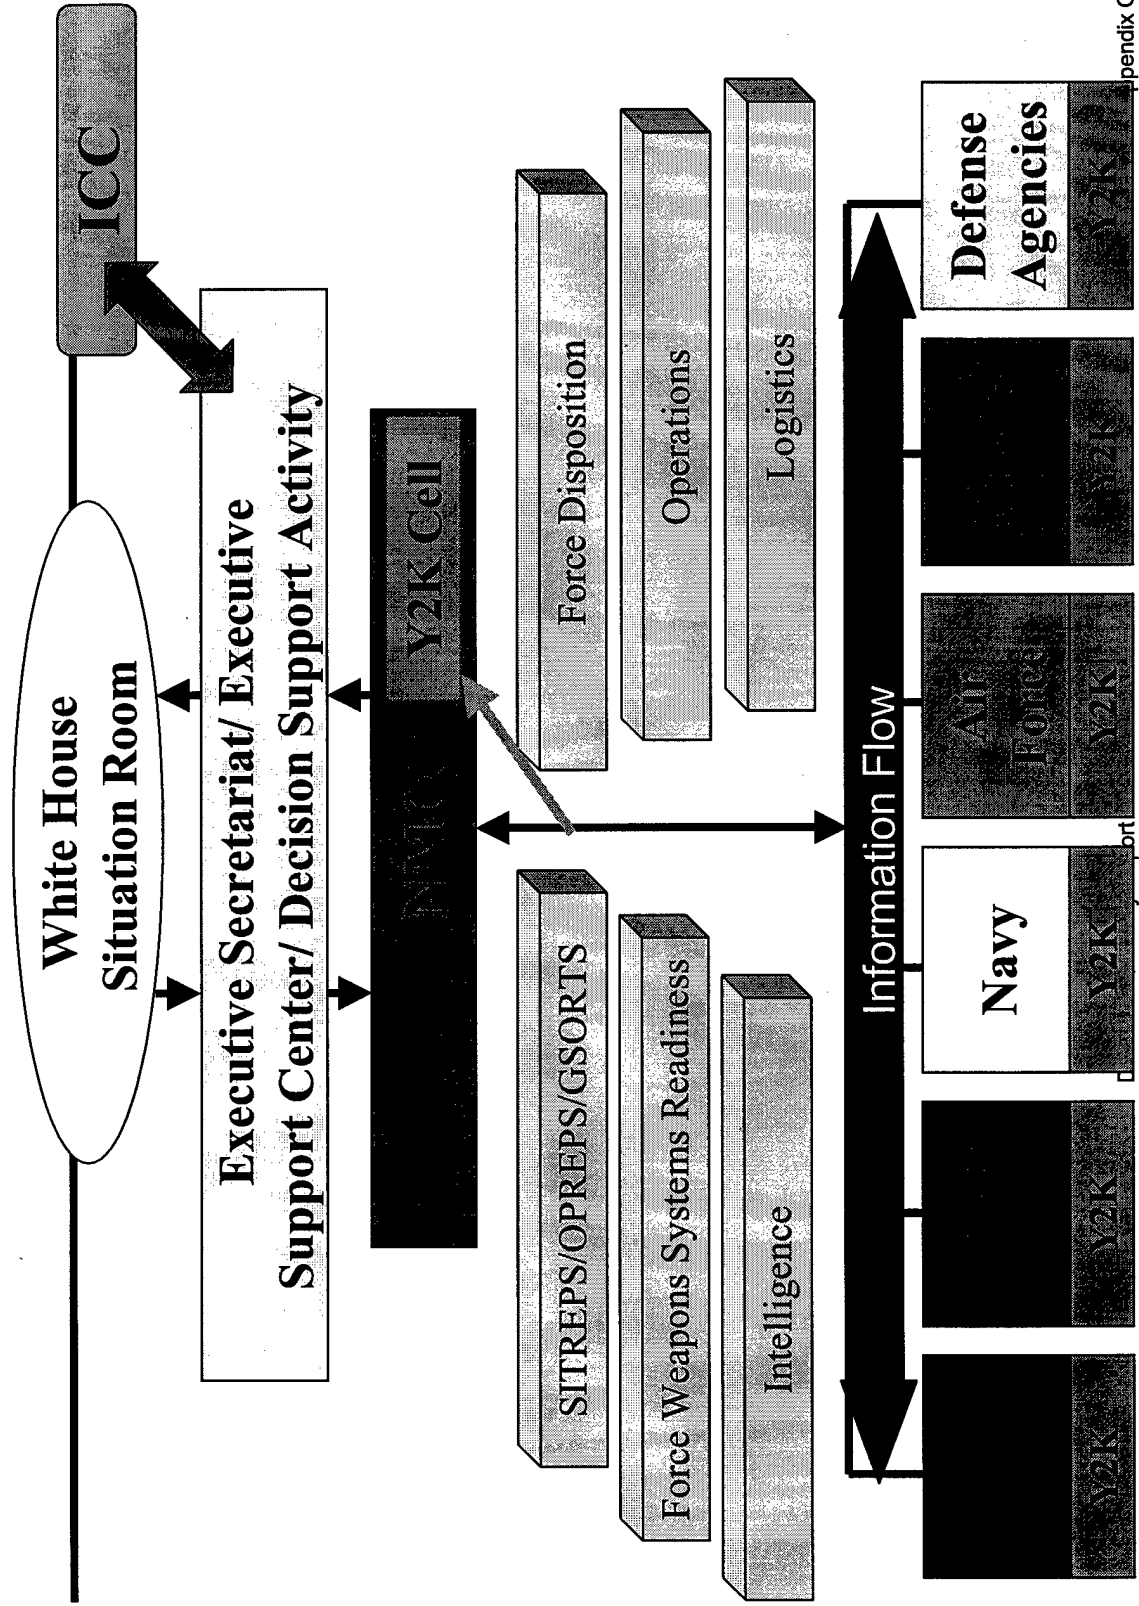 ICC
White House
Situation Room
Executive Secretariat/ Executive
Support Center/ Decision Support Activity
Y2K Cell
SITREPS/OPREPS/GSORTS
Force Disposition
Force Weapons Systems Readiness
Operations
Intelligence
Logistics
Information Flow
Navy
Air
Force
Defense
Agencies
Y2K
Y2K
Y2K
Y2K
Y2K
Y2K